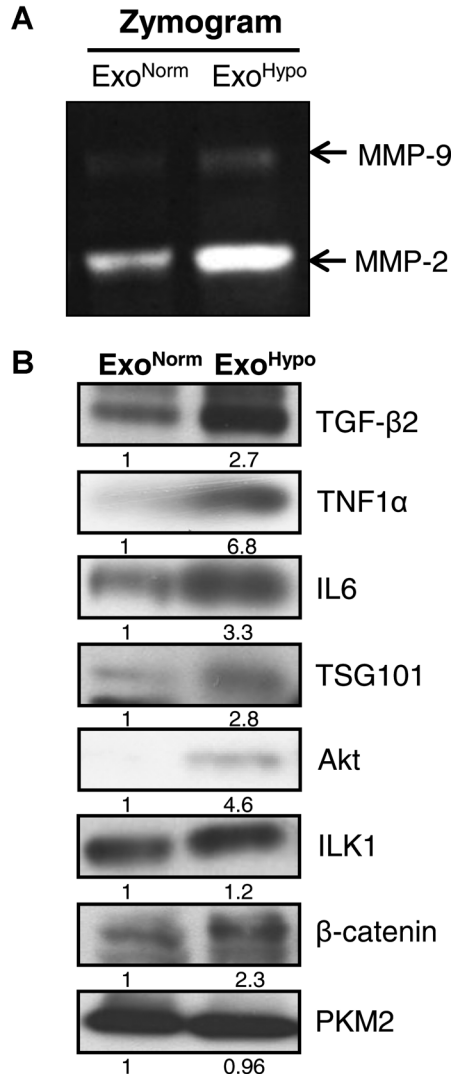 A
Zymogram
ExoNorm ExoHypo
MMP-9
MMP-2
B
ExoNorm ExoHypo
TGF-β2
1 2.7
TNF1α
1 6.8
IL6
1 3.3
TSG101
1 2.8
Akt
1 4.6
ILK1
1 1.2
β-catenin
1 2.3
PKM2
1 0.96